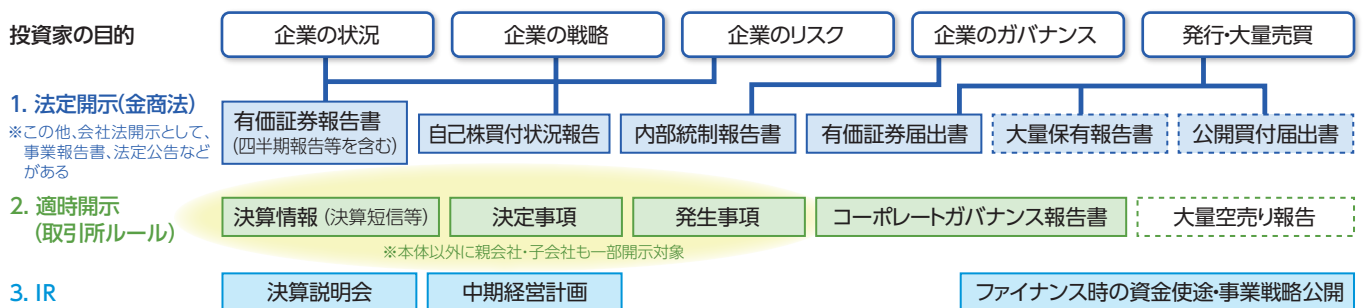 投資家の目的
企業の状況
企業の戦略
企業のリスク
企業のガバナンス
発行・大量売買
1. 法定開示(金商法)
※この他、会社法開示として、
事業報告書、法定公告など
がある
有価証券報告書
(四半期報告等を含む)
自己株買付状況報告
内部統制報告書
有価証券届出書
大量保有報告書
公開買付届出書
2. 適時開示
(取引所ルール)
決算情報 (決算短信等)
決定事項
発生事項
コーポレートガバナンス報告書
大量空売り報告
※本体以外に親会社・子会社も一部開示対象
3. IR
決算説明会
中期経営計画
ファイナンス時の資金使途・事業戦略公開